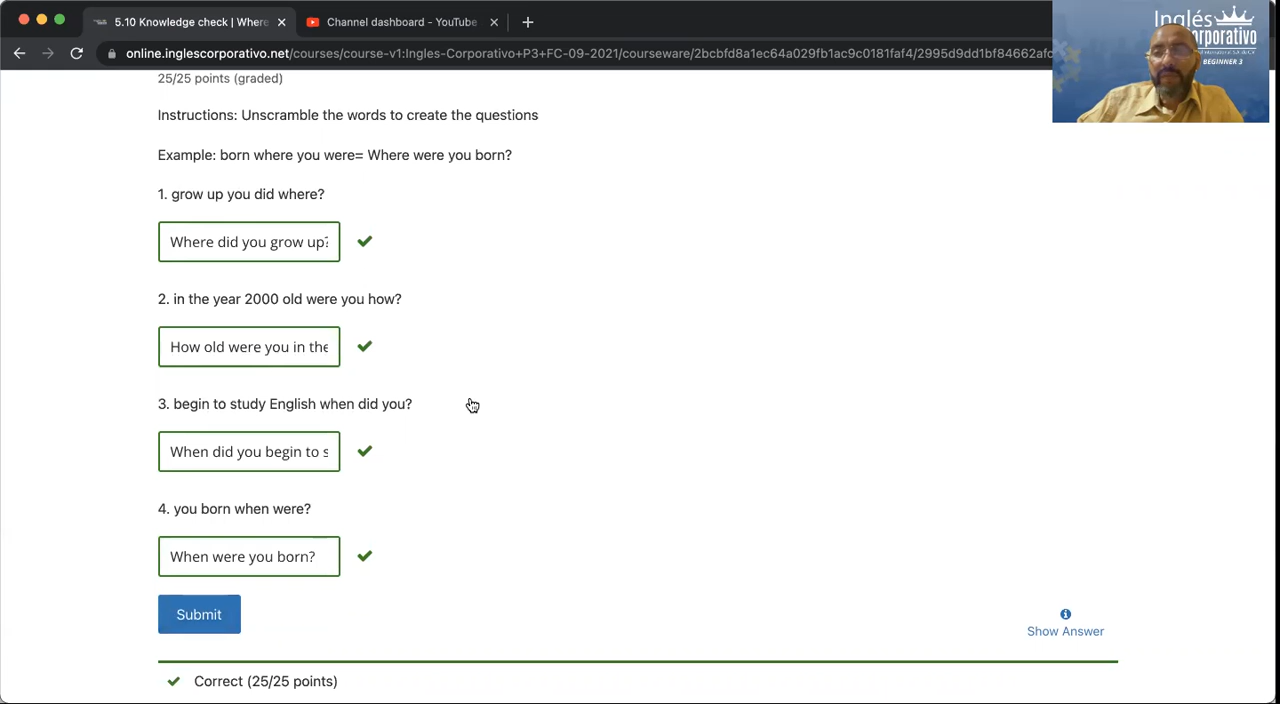 5.10 Knowledge check | Where
Channel dashboard - YouTube
online.inglescorporativo.net/courses/course-v1:Ingles-Corporativo+P3-FC-09-2021/courseware/2bcbfd8a1ec64a029fb1ac9c0181faf4/2995d9dd1bf84662afc
Inglés
Corporativo
BEGINNER 3
25/25 points (graded)
Instructions: Unscramble the words to create the questions
Example: born where you were= Where were you born?
1. grow up you did where?
Where did you grow up?
2. in the year 2000 old were you how?
How old were you in the
3. begin to study English when did you?
When did you begin to s
4. you born when were?
When were you born?
Submit
Show Answer
Correct (25/25 points)